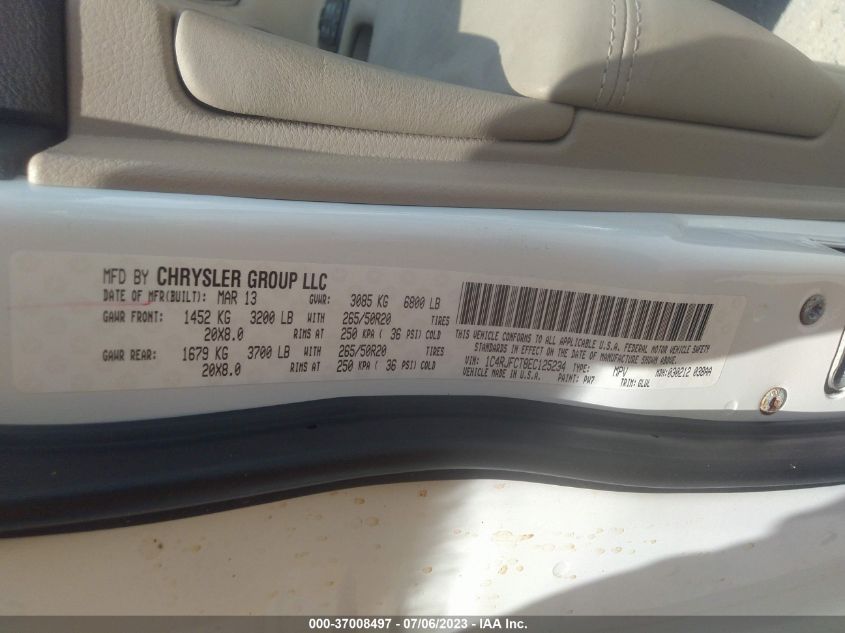 MFD BY CHRYSLER GROUP LLC
DATE OF MFR(BUILT): MAR 13 GVWR: 3085 KG 6800 LB
GAWR FRONT: 1452 KG 3200 LB WITH 265/50R20 TIRES
20X8.0 RIMS AT 250 KPA ( 36 PSI) COLD
GAWR REAR: 1679 KG 3700 LB WITH 265/50R20 TIRES
20X8.0 RIMS AT 250 KPA ( 36 PSI) COLD
THIS VEHICLE CONFORMS TO ALL APPLICABLE U.S.A. FEDERAL MOTOR VEHICLE SAFETY
STANDARDS IN EFFECT ON THE DATE OF MANUFACTURE SHOWN ABOVE.
VIN: 1C4RJFCT8EC125234 TYPE: MPV MDH: 030212 038AA
VEHICLE MADE IN U.S.A. PAINT: PW7 TRIM: GLDL
000-37008497 - 07/06/2023 - IAA Inc.